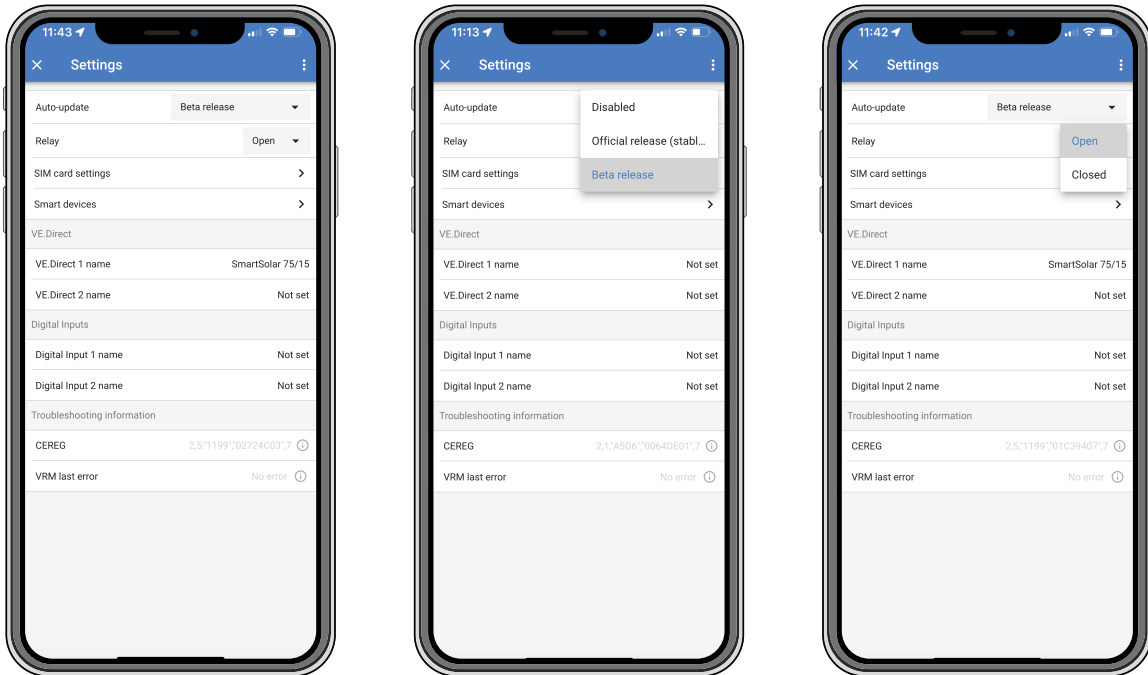 11:43
Settings
Auto-update Beta release
Relay Open
SIM card settings
Smart devices
VE.Direct
VE.Direct 1 name SmartSolar 75/15
VE.Direct 2 name Not set
Digital Inputs
Digital Input 1 name Not set
Digital Input 2 name Not set
Troubleshooting information
CEREG 2,5,"1199","02724C03",7
VRM last error No error
11:13
Settings
Auto-update
Disabled
Relay
Official release (stabl...
SIM card settings
Beta release
Smart devices
VE.Direct
VE.Direct 1 name Not set
VE.Direct 2 name Not set
Digital Inputs
Digital Input 1 name Not set
Digital Input 2 name Not set
Troubleshooting information
CEREG 2,1,"A5D6","0064DE01",7
VRM last error No error
11:42
Settings
Auto-update Beta release
Relay Open
SIM card settings Closed
Smart devices
VE.Direct
VE.Direct 1 name SmartSolar 75/15
VE.Direct 2 name Not set
Digital Inputs
Digital Input 1 name Not set
Digital Input 2 name Not set
Troubleshooting information
CEREG 2,5,"1199","01C39407",7
VRM last error No error